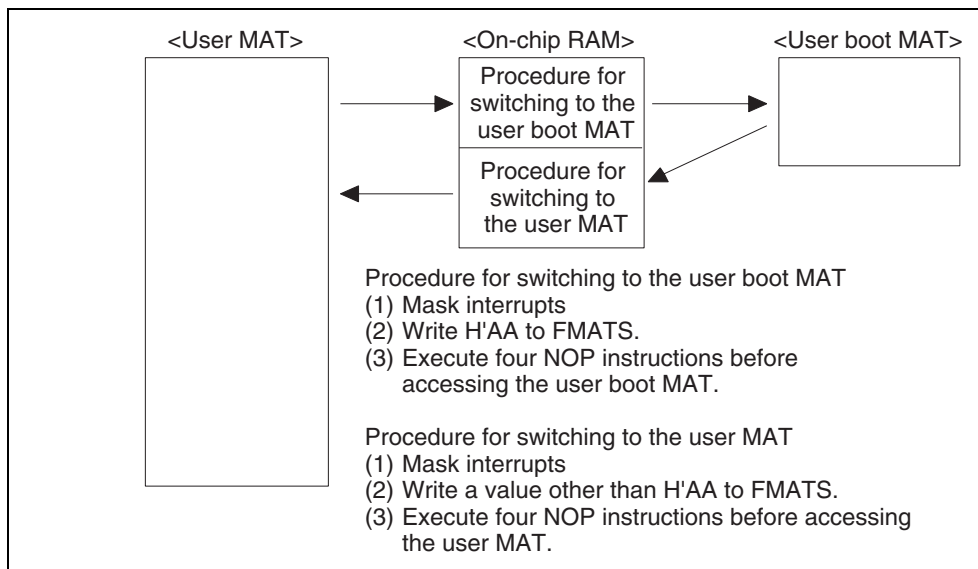 <User MAT>
<On-chip RAM>
<User boot MAT>
Procedure for
switching to the
user boot MAT
Procedure for
switching to
the user MAT
Procedure for switching to the user boot MAT
(1) Mask interrupts
(2) Write H'AA to FMATS.
(3) Execute four NOP instructions before
accessing the user boot MAT.
Procedure for switching to the user MAT
(1) Mask interrupts
(2) Write a value other than H'AA to FMATS.
(3) Execute four NOP instructions before accessing
the user MAT.